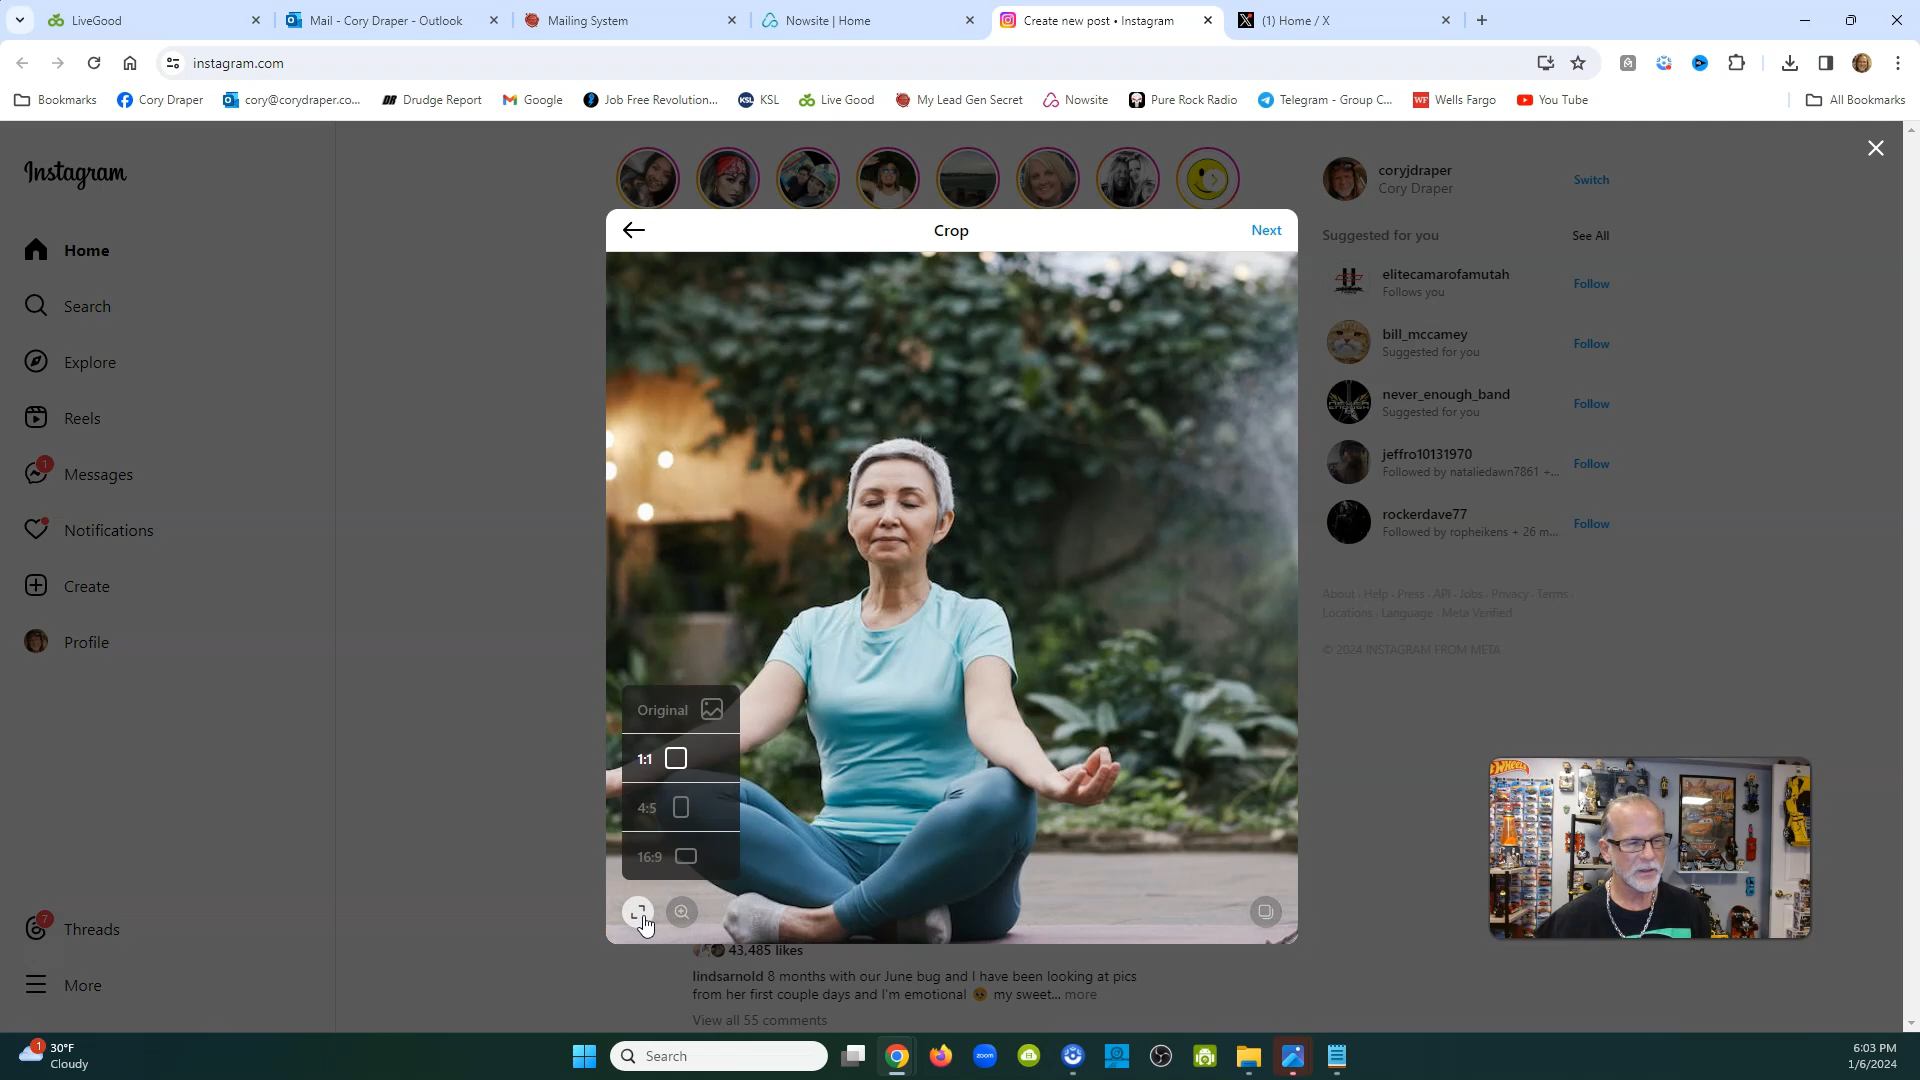 LiveGood
Mail - Cory Draper - Outlook
Mailing System
Nowsite | Home
Create new post • Instagram
(1) Home / X
instagram.com
Bookmarks
Cory Draper
cory@corydraper.co...
Drudge Report
Google
Job Free Revolution...
KSL
Live Good
My Lead Gen Secret
Nowsite
Pure Rock Radio
Telegram - Group C...
Wells Fargo
You Tube
All Bookmarks
Instagram
Home
Search
Explore
Reels
1
Messages
Notifications
Create
Profile
7
Threads
More
Crop
Next
Original
1:1
4:5
16:9
43,485 likes
lindsarnold 8 months with our June bug and I have been looking at pics
from her first couple days and I'm emotional 🥺 my sweet... more
View all 55 comments
coryjdraper
Cory Draper
Switch
Suggested for you
See All
elitecamarofamutah
Follows you
Follow
bill_mccamey
Suggested for you
Follow
never_enough_band
Suggested for you
Follow
jeffro10131970
Followed by nataliedawn7861 +...
Follow
rockerdave77
Followed by ropheikens + 26 m...
Follow
About · Help · Press · API · Jobs · Privacy · Terms ·
Locations · Language · Meta Verified
© 2024 INSTAGRAM FROM META
WHEELS
1
30°F
Cloudy
Search
zoom
6:03 PM
1/6/2024